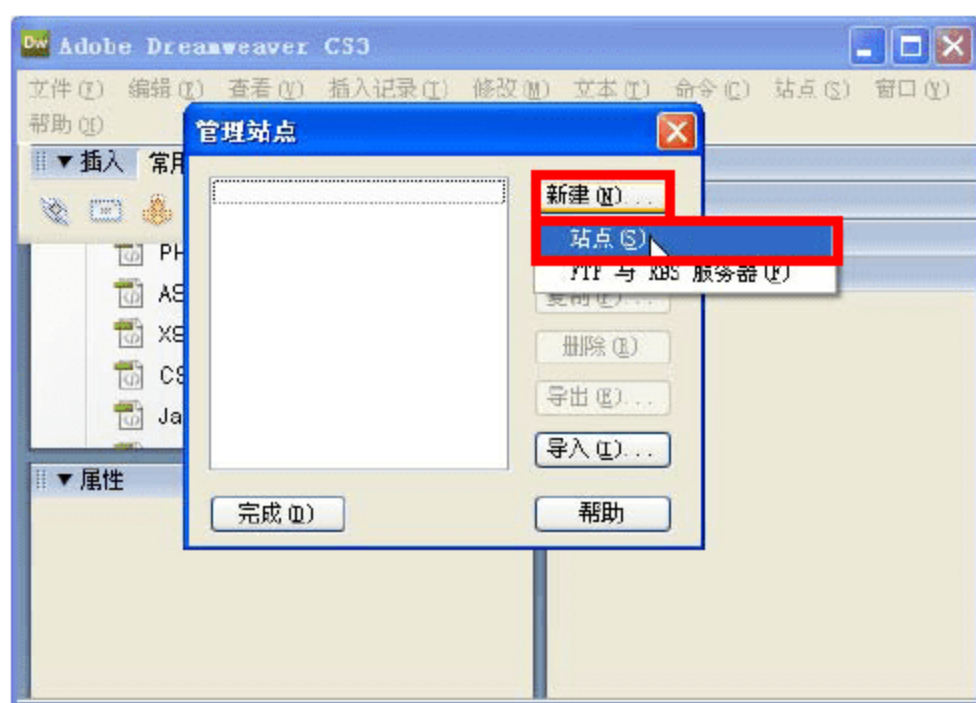 Adobe Dreamweaver CS3
文件(F) 编辑(E) 查看(V) 插入记录(I) 修改(M) 文本(T) 命令(C) 站点(S) 窗口(W)
帮助(H)
管理站点
▼插入 常用
新建(N)...
站点(S)
FTP 与 RDS 服务器(F)
复制(P)...
删除(R)
导出(E)...
导入(I)...
完成(D)
帮助
PH
AS
XS
CS
Ja
▼属性